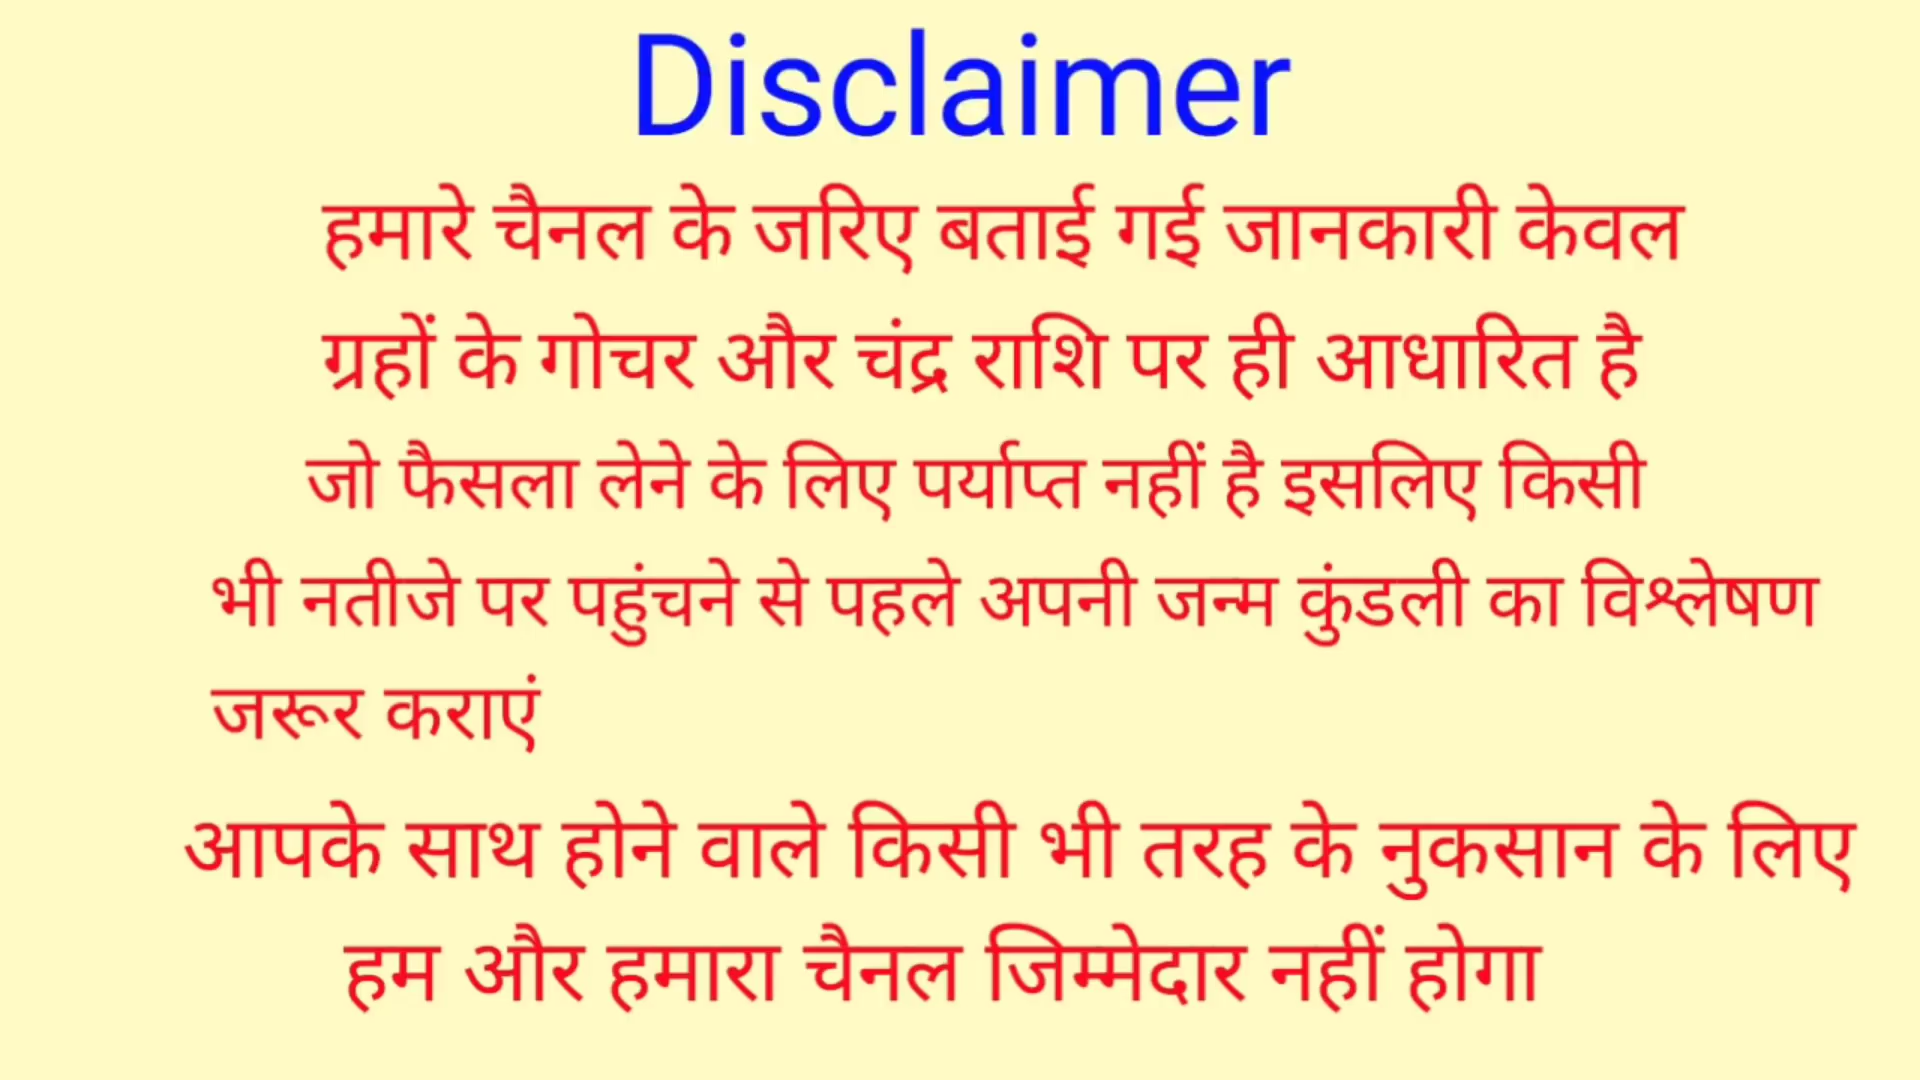 Disclaimer
हमारे चैनल के जरिए बताई गई जानकारी केवल
ग्रहों के गोचर और चंद्र राशि पर ही आधारित है
जो फैसला लेने के लिए पर्याप्त नहीं है इसलिए किसी
भी नतीजे पर पहुंचने से पहले अपनी जन्म कुंडली का विश्लेषण
जरूर कराएं
आपके साथ होने वाले किसी भी तरह के नुकसान के लिए
हम और हमारा चैनल जिम्मेदार नहीं होगा